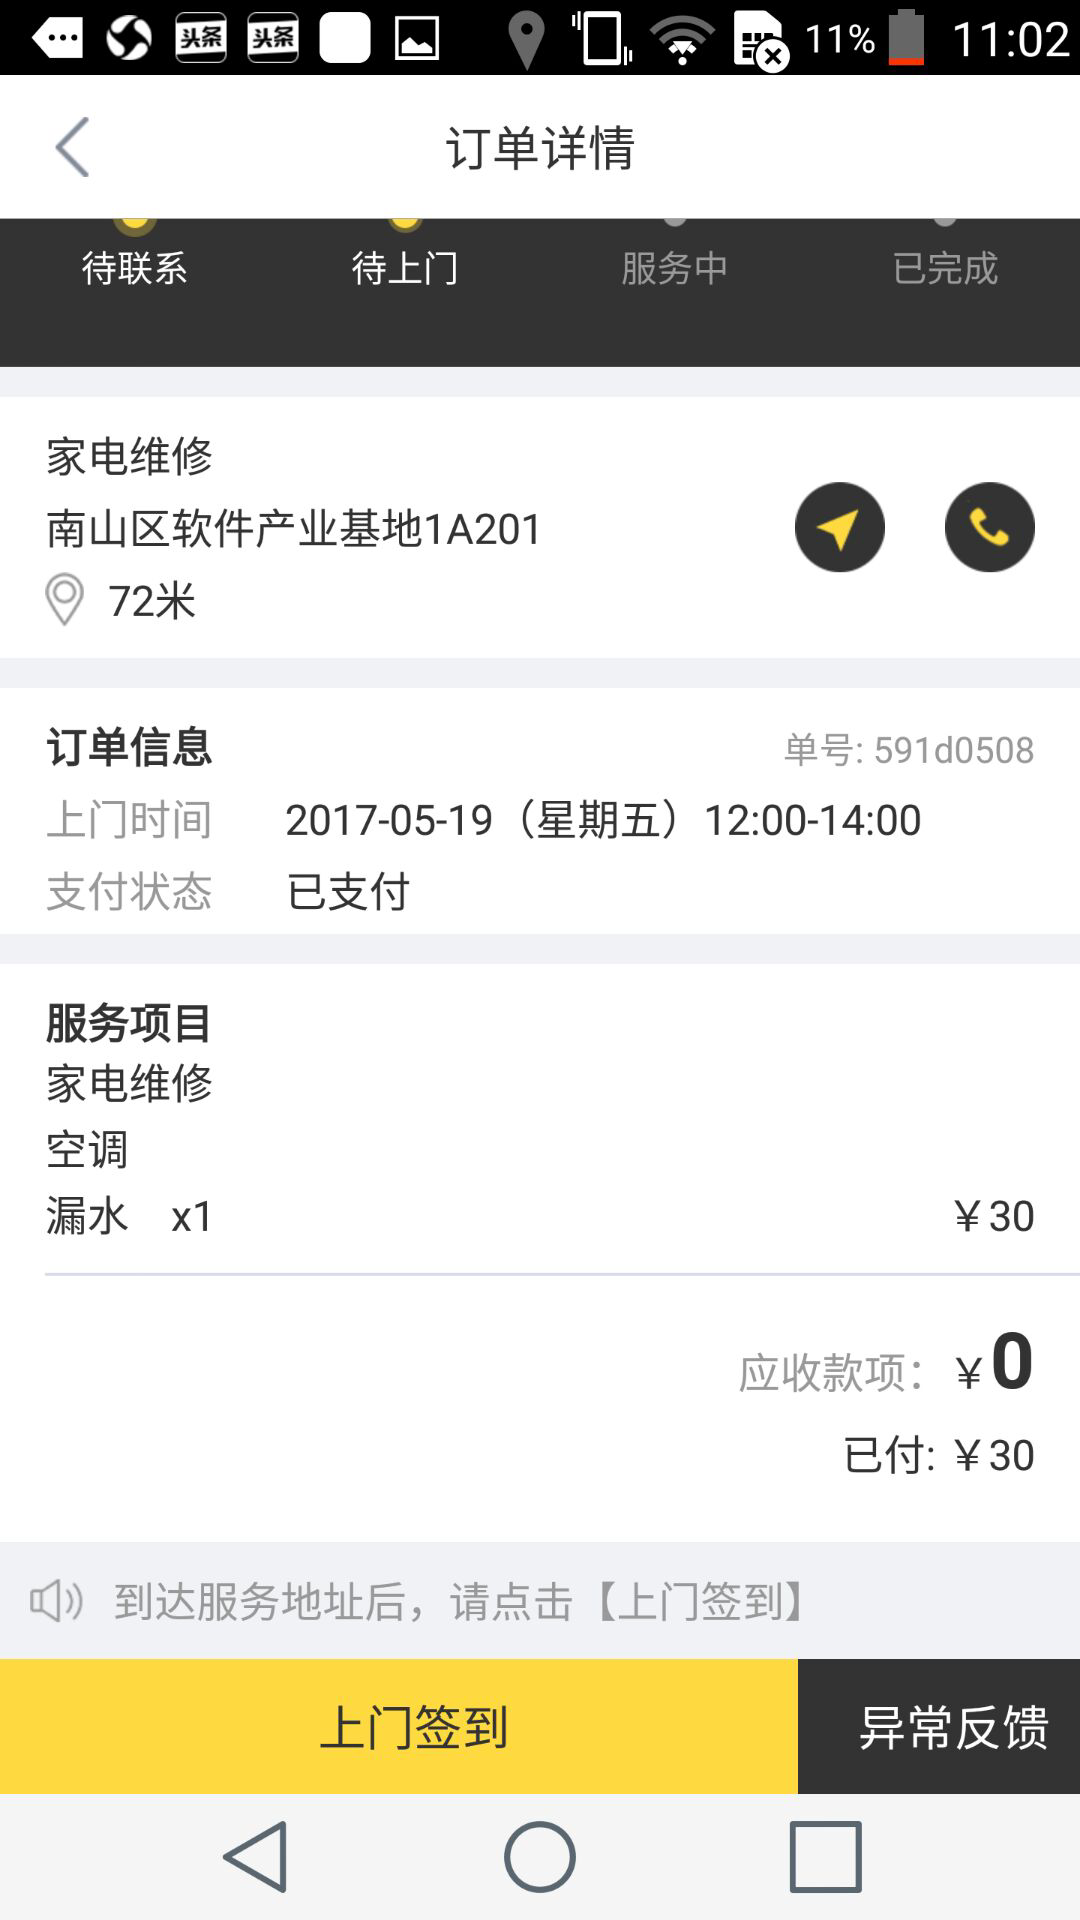 头条 头条 11% 11:02
订单详情
待联系 待上门 服务中 已完成
家电维修
南山区软件产业基地1A201
72米
订单信息 单号: 591d0508
上门时间 2017-05-19（星期五）12:00-14:00
支付状态 已支付
服务项目
家电维修
空调
漏水 x1 ￥30
应收款项： ￥0
已付: ￥30
到达服务地址后，请点击【上门签到】
上门签到 异常反馈